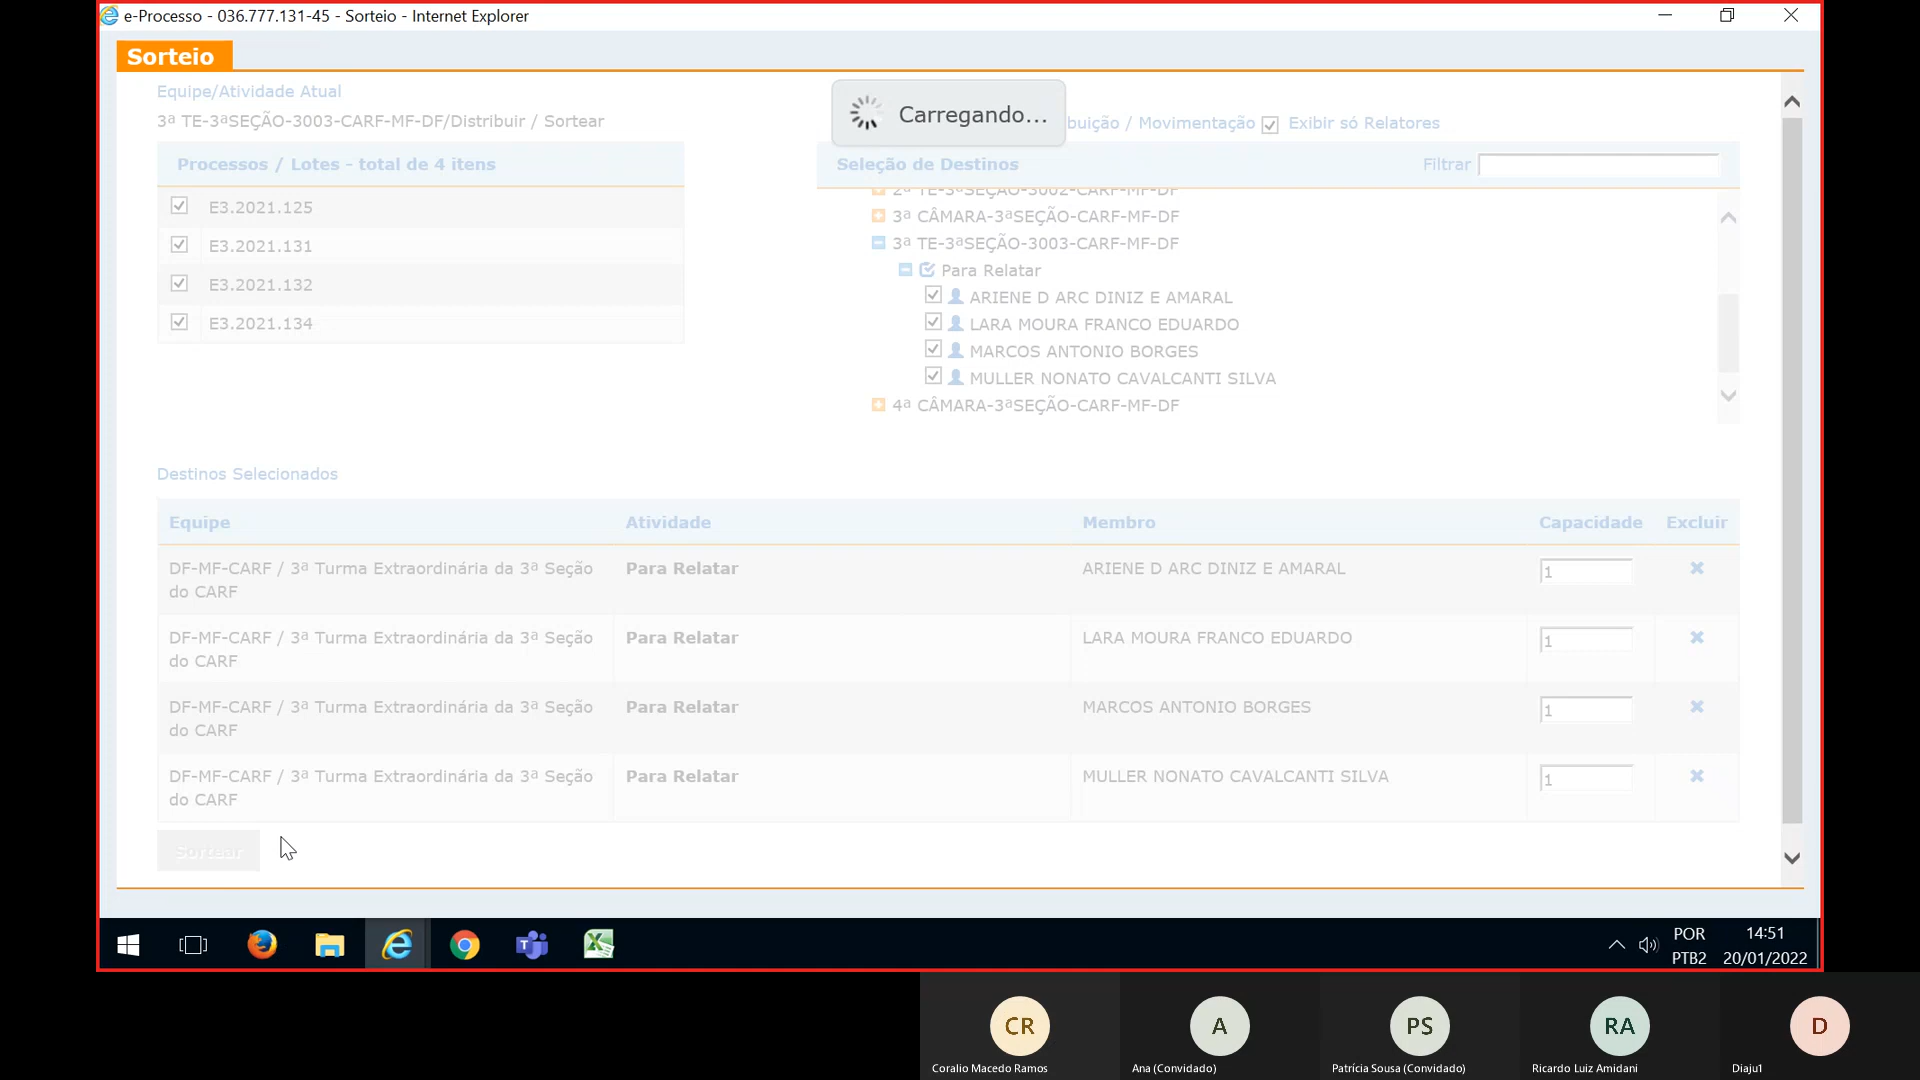 e-Processo - 036.777.131-45 - Sorteio - Internet Explorer
Sorteio
Equipe/Atividade Atual
3ª TE-3ªSEÇÃO-3003-CARF-MF-DF/Distribuir / Sortear
Carregando...
buição / Movimentação
Exibir só Relatores
Processos / Lotes - total de 4 itens
E3.2021.125
E3.2021.131
E3.2021.132
E3.2021.134
Seleção de Destinos
Filtrar
2ª TE-3ªSEÇÃO-3002-CARF-MF-DF
3ª CÂMARA-3ªSEÇÃO-CARF-MF-DF
3ª TE-3ªSEÇÃO-3003-CARF-MF-DF
Para Relatar
ARIENE D ARC DINIZ E AMARAL
LARA MOURA FRANCO EDUARDO
MARCOS ANTONIO BORGES
MULLER NONATO CAVALCANTI SILVA
4ª CÂMARA-3ªSEÇÃO-CARF-MF-DF
Destinos Selecionados
Equipe Atividade Membro Capacidade Excluir
DF-MF-CARF / 3ª Turma Extraordinária da 3ª Seção Para Relatar ARIENE D ARC DINIZ E AMARAL 1
do CARF
DF-MF-CARF / 3ª Turma Extraordinária da 3ª Seção Para Relatar LARA MOURA FRANCO EDUARDO 1
do CARF
DF-MF-CARF / 3ª Turma Extraordinária da 3ª Seção Para Relatar MARCOS ANTONIO BORGES 1
do CARF
DF-MF-CARF / 3ª Turma Extraordinária da 3ª Seção Para Relatar MULLER NONATO CAVALCANTI SILVA 1
do CARF
Sortear
POR 14:51
PTB2 20/01/2022
CR
A
PS
RA
D
Coralio Macedo Ramos
Ana (Convidado)
Patrícia Sousa (Convidado)
Ricardo Luiz Amidani
Diaju1